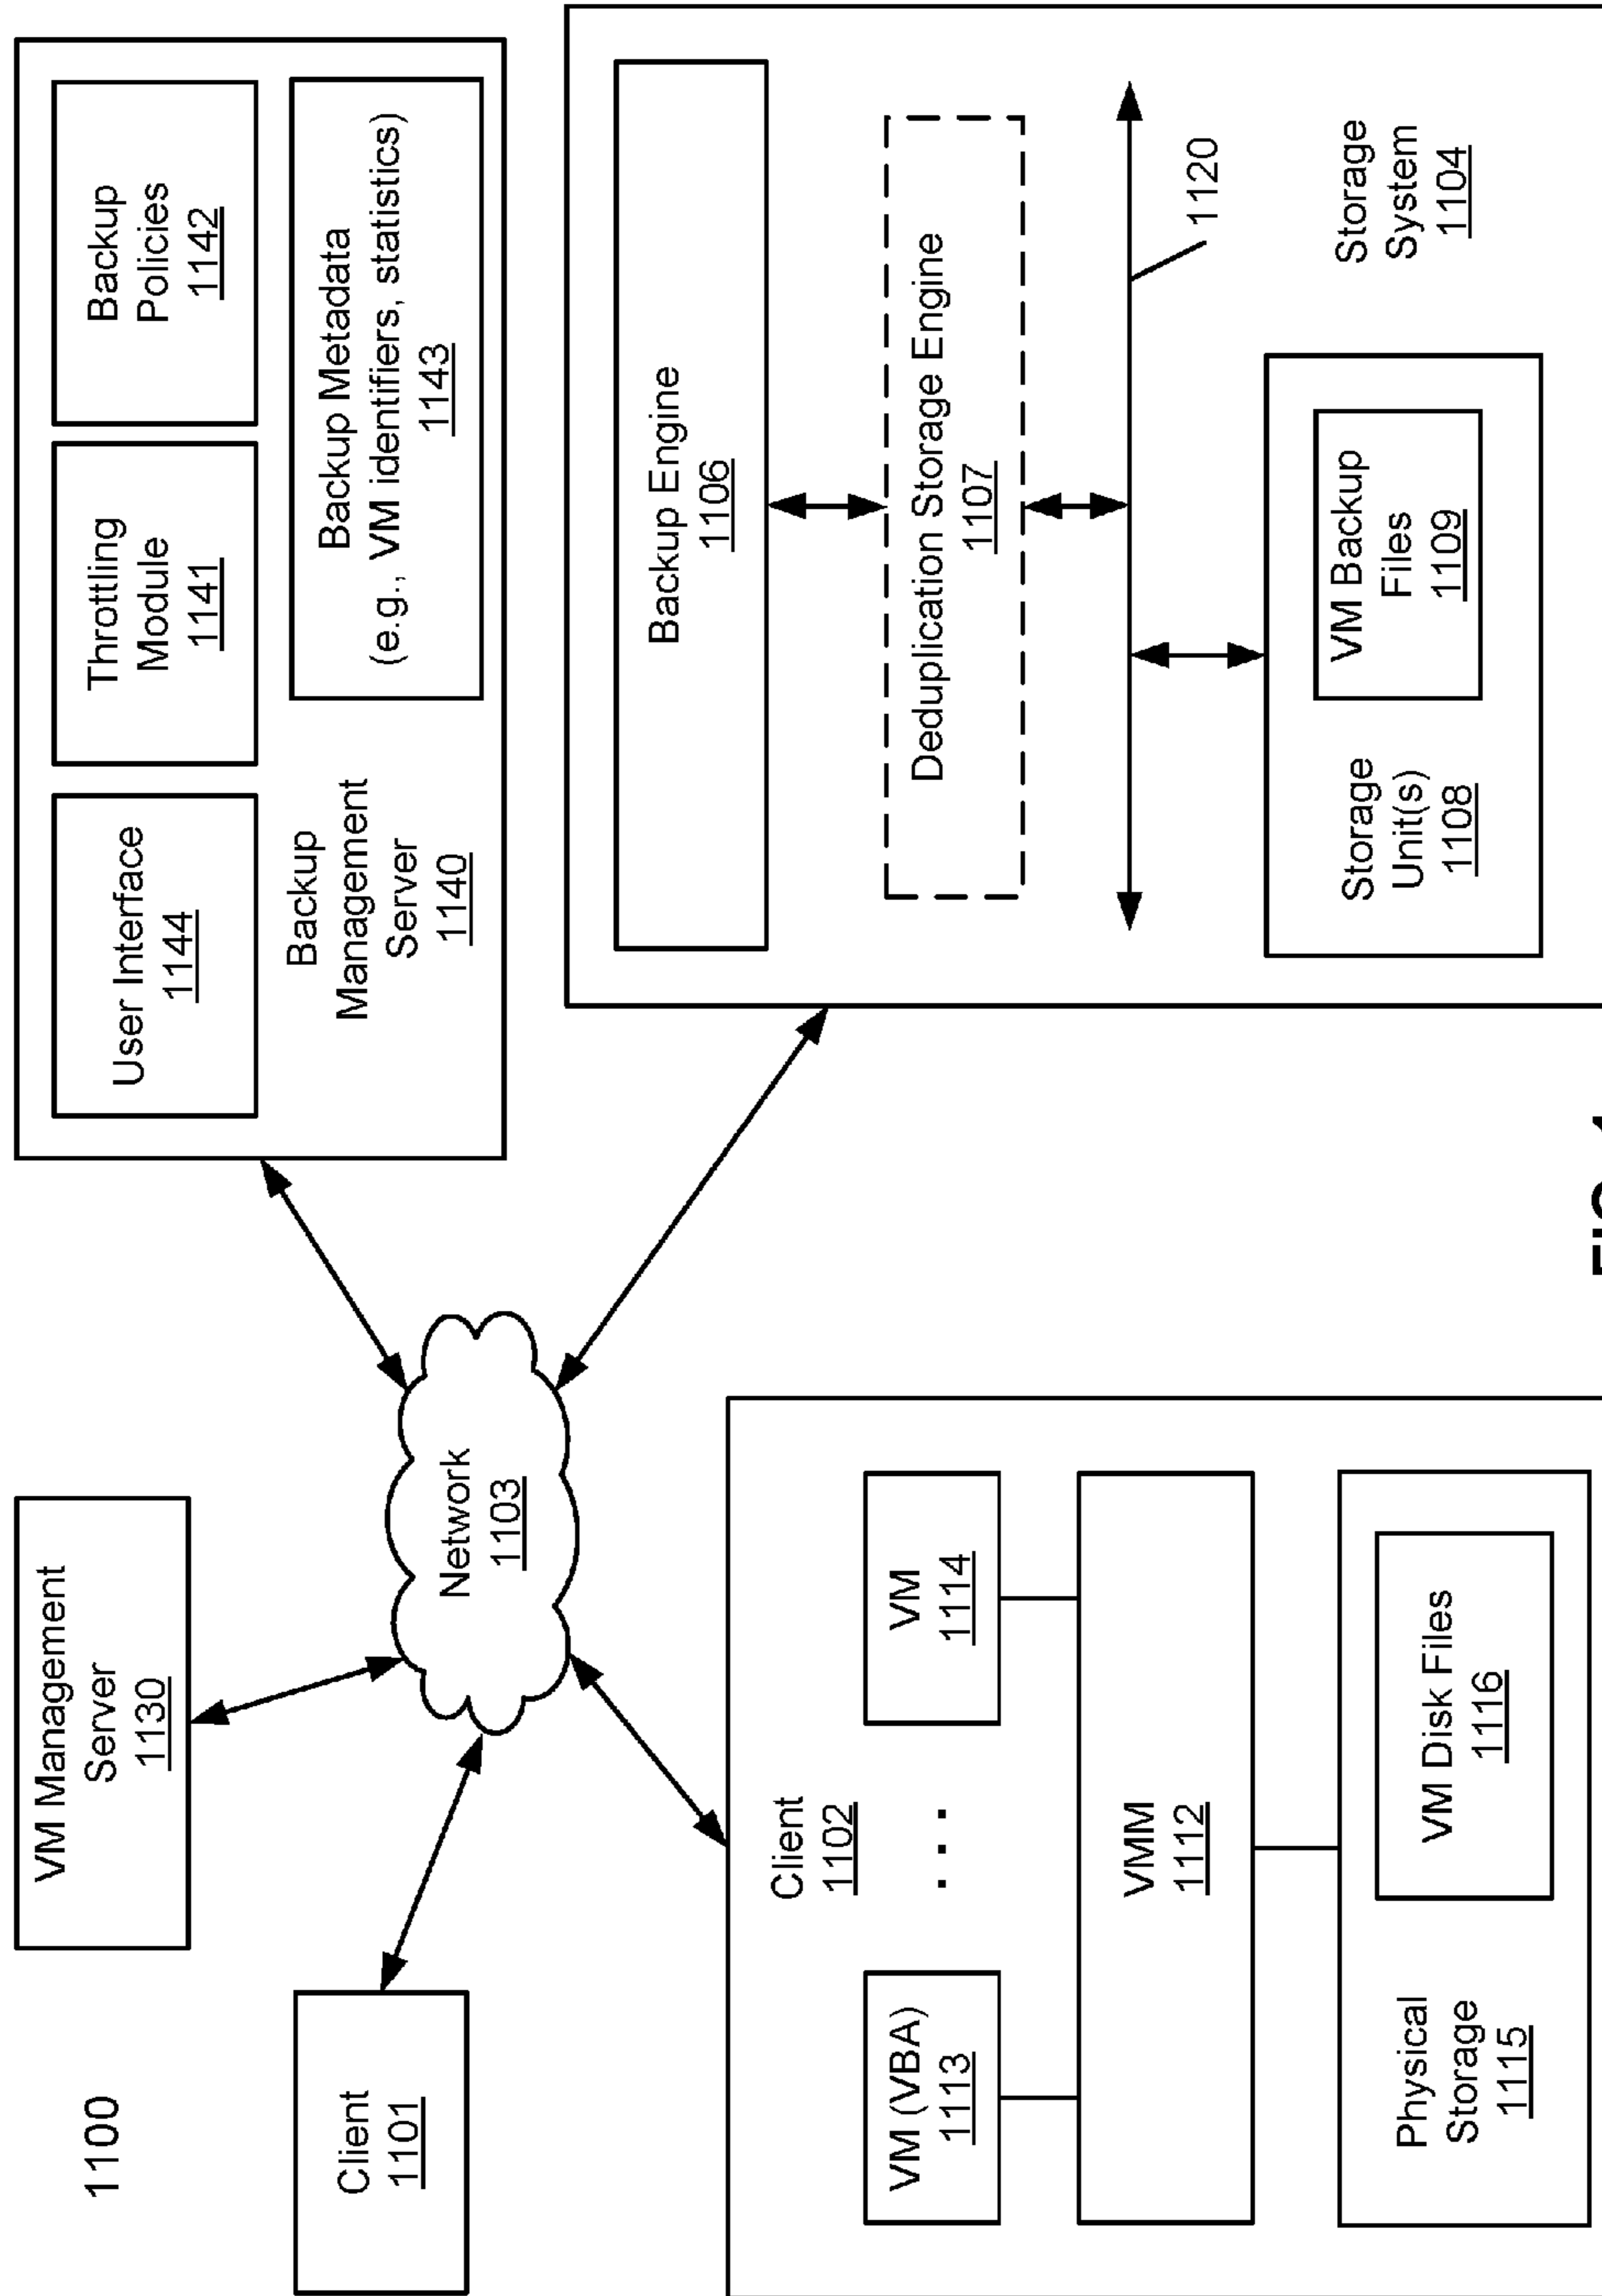 1100
VM Management
Server
1130
Client
1101
Network
1103
User Interface
1144
Throttling
Module
1141
Backup
Policies
1142
Backup
Management
Server
1140
Backup Metadata
(e.g., VM identifiers, statistics)
1143
Client
1102
VM (VBA)
1113
. . .
VM
1114
VMM
1112
Physical
Storage
1115
VM Disk Files
1116
Backup Engine
1106
Deduplication Storage Engine
1107
1120
Storage
Unit(s)
1108
VM Backup
Files
1109
Storage
System
1104